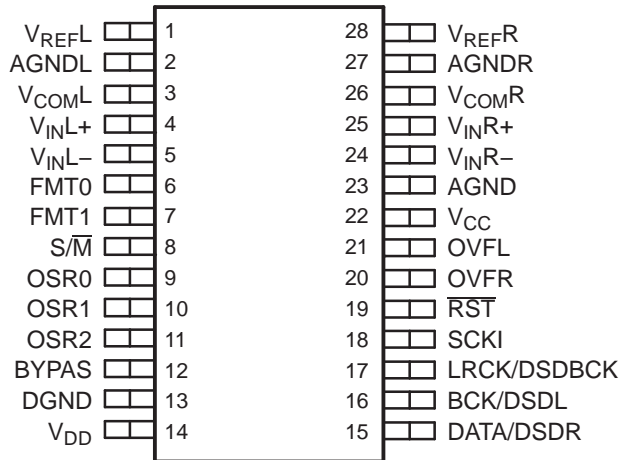 VREFL 1 28 VREFR
AGNDL 2 27 AGNDR
VCOML 3 26 VCOMR
VINL+ 4 25 VINR+
VINL− 5 24 VINR−
FMT0 6 23 AGND
FMT1 7 22 VCC
S/M̅ 8 21 OVFL
OSR0 9 20 OVFR
OSR1 10 19 R̅S̅T̅
OSR2 11 18 SCKI
BYPAS 12 17 LRCK/DSDBCK
DGND 13 16 BCK/DSDL
VDD 14 15 DATA/DSDR